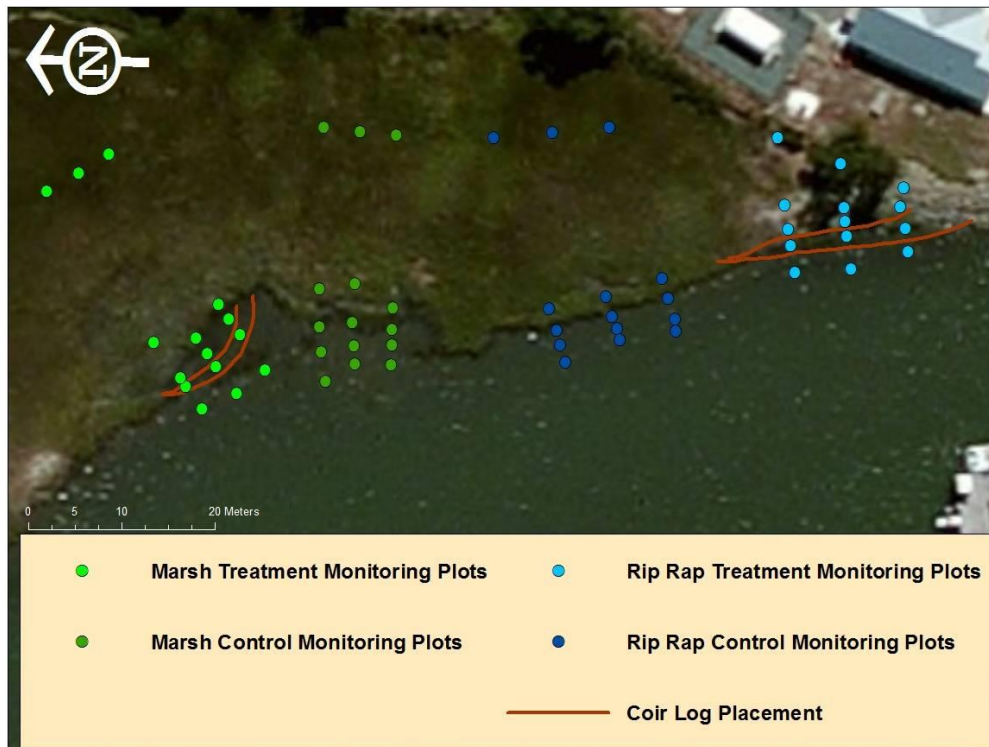 N
0 5 10 20 Meters
Marsh Treatment Monitoring Plots
Rip Rap Treatment Monitoring Plots
Marsh Control Monitoring Plots
Rip Rap Control Monitoring Plots
Coir Log Placement